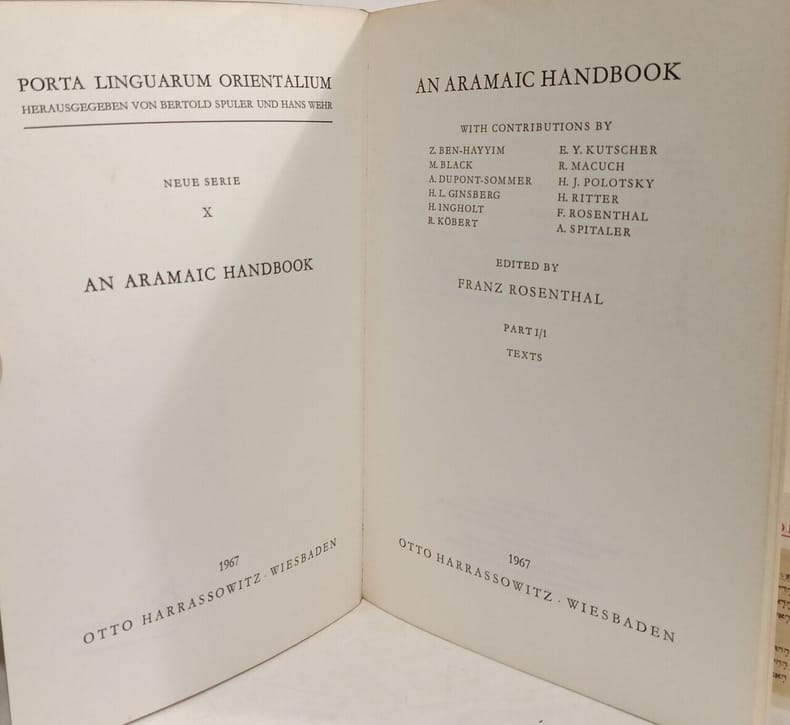 PORTA LINGUARUM ORIENTALIUM
HERAUSGEGEBEN VON BERTOLD SPULER UND HANS WEHR
NEUE SERIE
X
AN ARAMAIC HANDBOOK
1967
OTTO HARRASSOWITZ · WIESBADEN
AN ARAMAIC HANDBOOK
WITH CONTRIBUTIONS BY
Z. BEN-HAYYIM
M. BLACK
A. DUPONT-SOMMER
H. L. GINSBERG
H. INGHOLT
R. KÖBERT
E. Y. KUTSCHER
R. MACUCH
H. J. POLOTSKY
H. RITTER
F. ROSENTHAL
A. SPITALER
EDITED BY
FRANZ ROSENTHAL
PART I/1
TEXTS
1967
OTTO HARRASSOWITZ · WIESBADEN